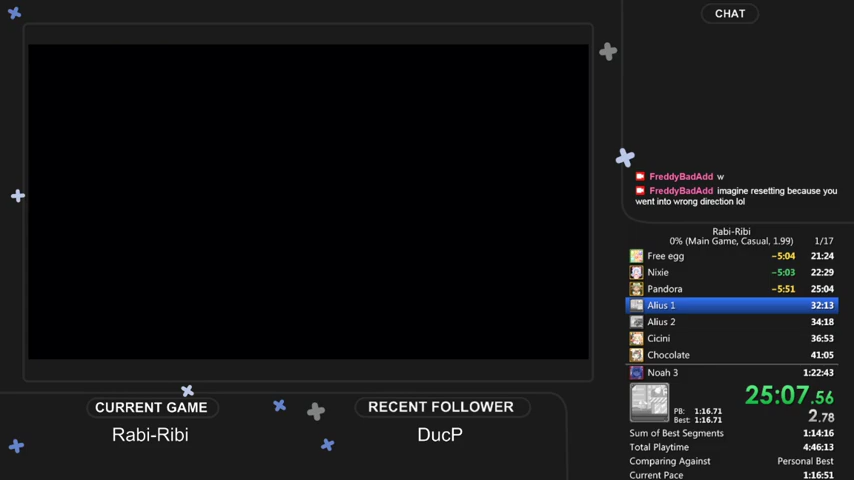 CHAT
FreddyBadAdd w
FreddyBadAdd imagine resetting because you
went into wrong direction lol
Rabi-Ribi
0% (Main Game, Casual, 1.99) 1/17
Free egg −5:04 21:24
Nixie −5:03 22:29
Pandora −5:51 25:04
Alius 1 32:13
Alius 2 34:18
Cicini 36:53
Chocolate 41:05
Noah 3 1:22:43
25:07.56
PB: 1:16.71
Best: 1:16.71
2.78
Sum of Best Segments 1:14:16
Total Playtime 4:46:13
Comparing Against Personal Best
Current Pace 1:16:51
CURRENT GAME
Rabi-Ribi
RECENT FOLLOWER
DucP